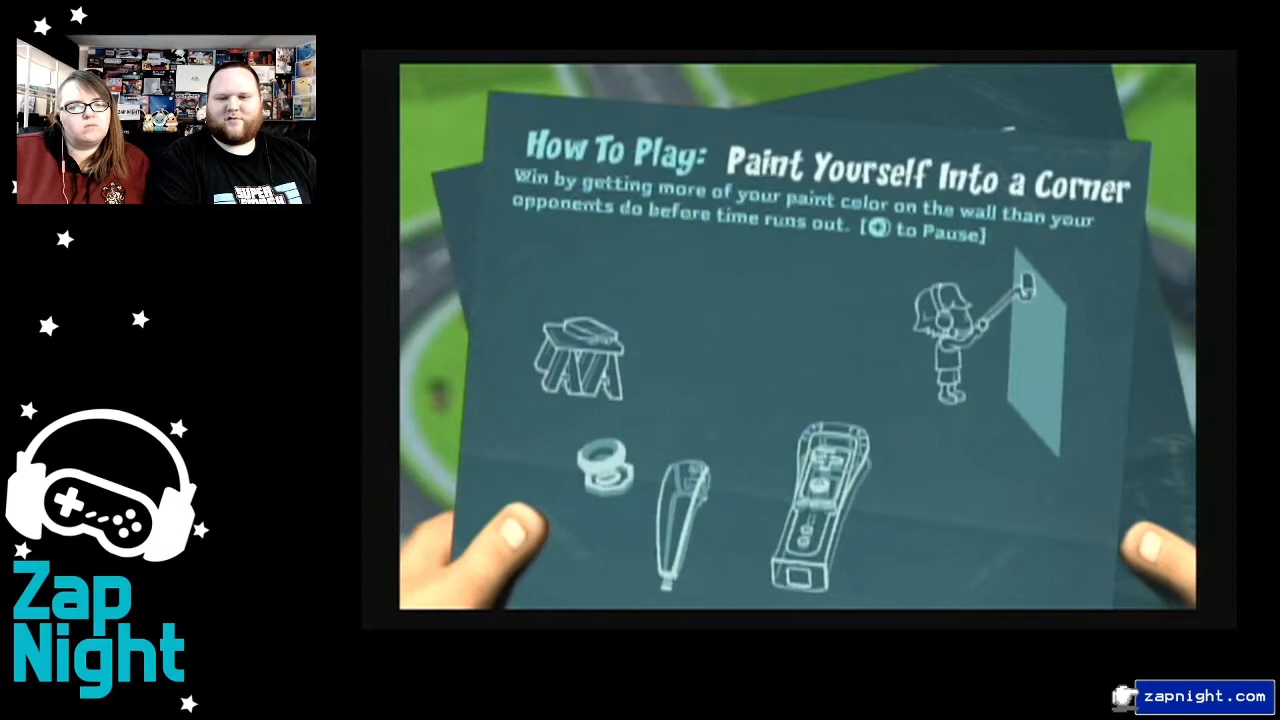 How To Play: Paint Yourself Into a Corner
Win by getting more of your paint color on the wall than your
opponents do before time runs out. [⊕ to Pause]
Zap
Night
zapnight.com